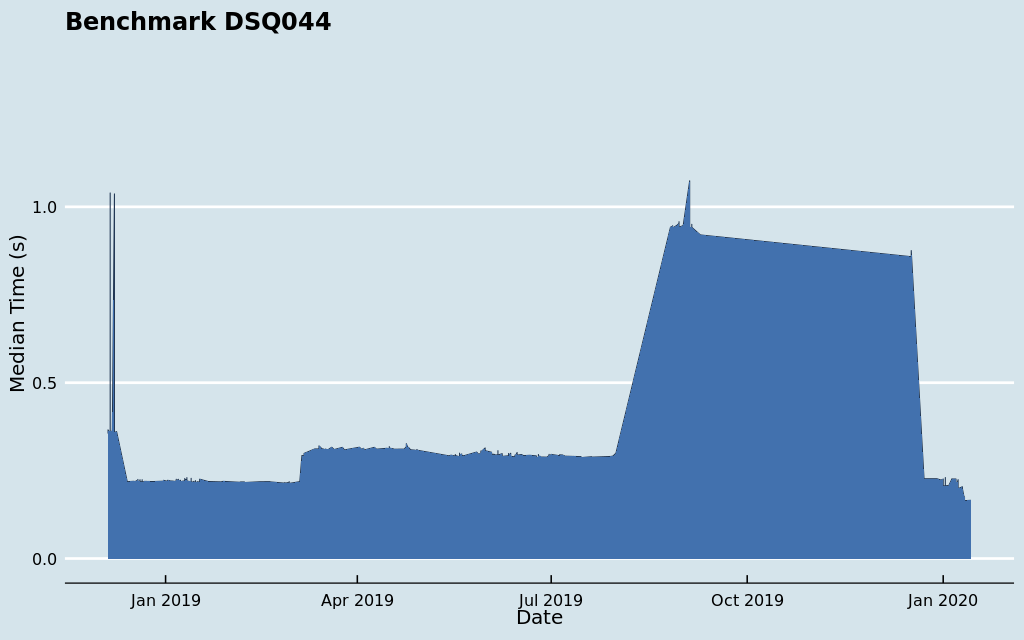 Benchmark DSQ044
Median Time (s)
1.0
0.5
0.0
Jan 2019
Apr 2019
Jul 2019
Oct 2019
Jan 2020
Date